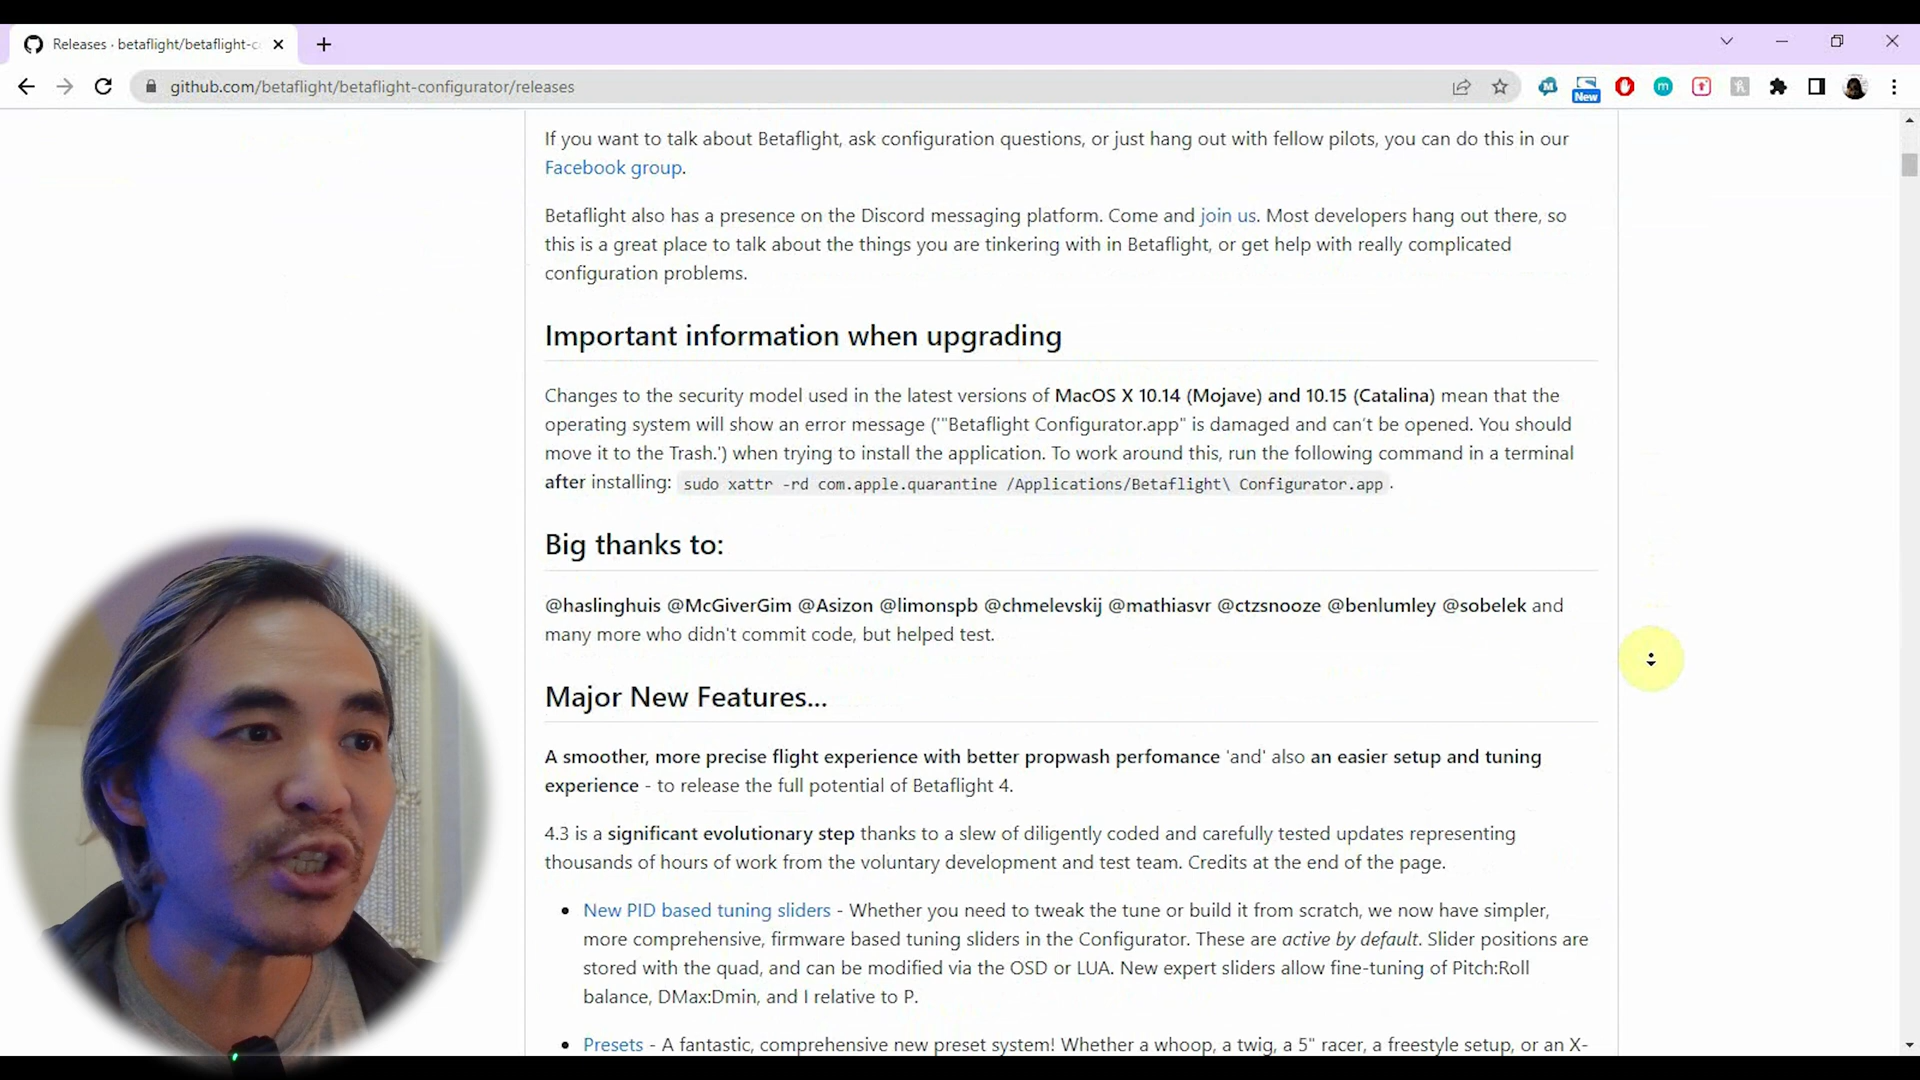 Releases · betaflight/betaflight-c
github.com/betaflight/betaflight-configurator/releases
New
If you want to talk about Betaflight, ask configuration questions, or just hang out with fellow pilots, you can do this in our
Facebook group.
Betaflight also has a presence on the Discord messaging platform. Come and join us. Most developers hang out there, so
this is a great place to talk about the things you are tinkering with in Betaflight, or get help with really complicated
configuration problems.
Important information when upgrading
Changes to the security model used in the latest versions of MacOS X 10.14 (Mojave) and 10.15 (Catalina) mean that the
operating system will show an error message ('"Betaflight Configurator.app" is damaged and can't be opened. You should
move it to the Trash.') when trying to install the application. To work around this, run the following command in a terminal
after installing: sudo xattr -rd com.apple.quarantine /Applications/Betaflight\ Configurator.app .
Big thanks to:
@haslinghuis @McGiverGim @Asizon @limonspb @chmelevskij @mathiasvr @ctzsnooze @benlumley @sobelek and
many more who didn't commit code, but helped test.
Major New Features...
A smoother, more precise flight experience with better propwash perfomance 'and' also an easier setup and tuning
experience - to release the full potential of Betaflight 4.
4.3 is a significant evolutionary step thanks to a slew of diligently coded and carefully tested updates representing
thousands of hours of work from the voluntary development and test team. Credits at the end of the page.
• New PID based tuning sliders - Whether you need to tweak the tune or build it from scratch, we now have simpler,
more comprehensive, firmware based tuning sliders in the Configurator. These are active by default. Slider positions are
stored with the quad, and can be modified via the OSD or LUA. New expert sliders allow fine-tuning of Pitch:Roll
balance, DMax:Dmin, and I relative to P.
• Presets - A fantastic, comprehensive new preset system! Whether a whoop, a twig, a 5" racer, a freestyle setup, or an X-